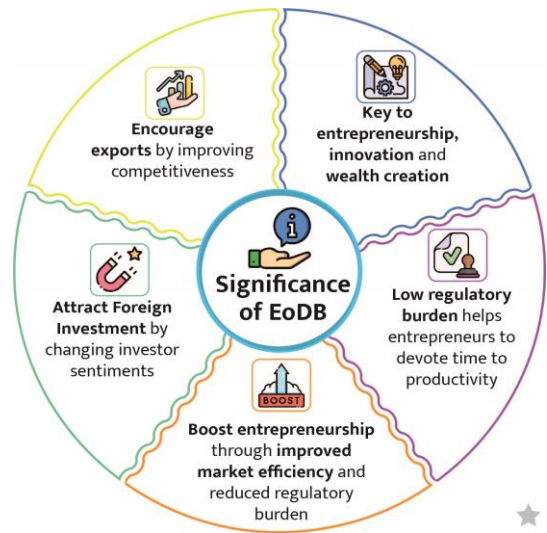 Significance
of EoDB
Key to
entrepreneurship,
innovation and
wealth creation
Low regulatory
burden helps
entrepreneurs to
devote time to
productivity
BOOST
Boost entrepreneurship
through improved
market efficiency and
reduced regulatory
burden
Attract Foreign
Investment by
changing investor
sentiments
Encourage
exports by improving
competitiveness